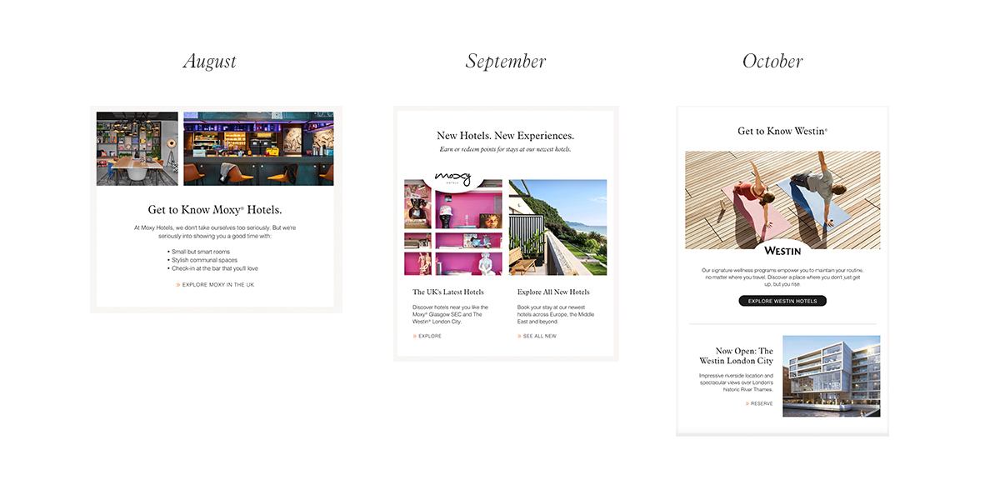 August
September
October
Get to Know Moxy® Hotels.
At Moxy Hotels, we don't take ourselves too seriously. But we're
seriously into showing you a good time with:
• Small but smart rooms
• Stylish communal spaces
• Check-in at the bar that you'll love
» EXPLORE MOXY IN THE UK
New Hotels. New Experiences.
Earn or redeem points for stays at our newest hotels.
moxy
HOTELS
The UK's Latest Hotels
Discover hotels near you like the
Moxy® Glasgow SEC and The
Westin® London City.
» EXPLORE
Explore All New Hotels
Book your stay at our newest
hotels across Europe, the Middle
East and beyond.
» SEE ALL NEW
Get to Know Westin®
WESTIN
Our signature wellness programs empower you to maintain your routine,
no matter where you travel. Discover a place where you don't just get
up, but you rise.
EXPLORE WESTIN HOTELS
Now Open: The
Westin London City
Impressive riverside location and
spectacular views over London's
historic River Thames.
» RESERVE